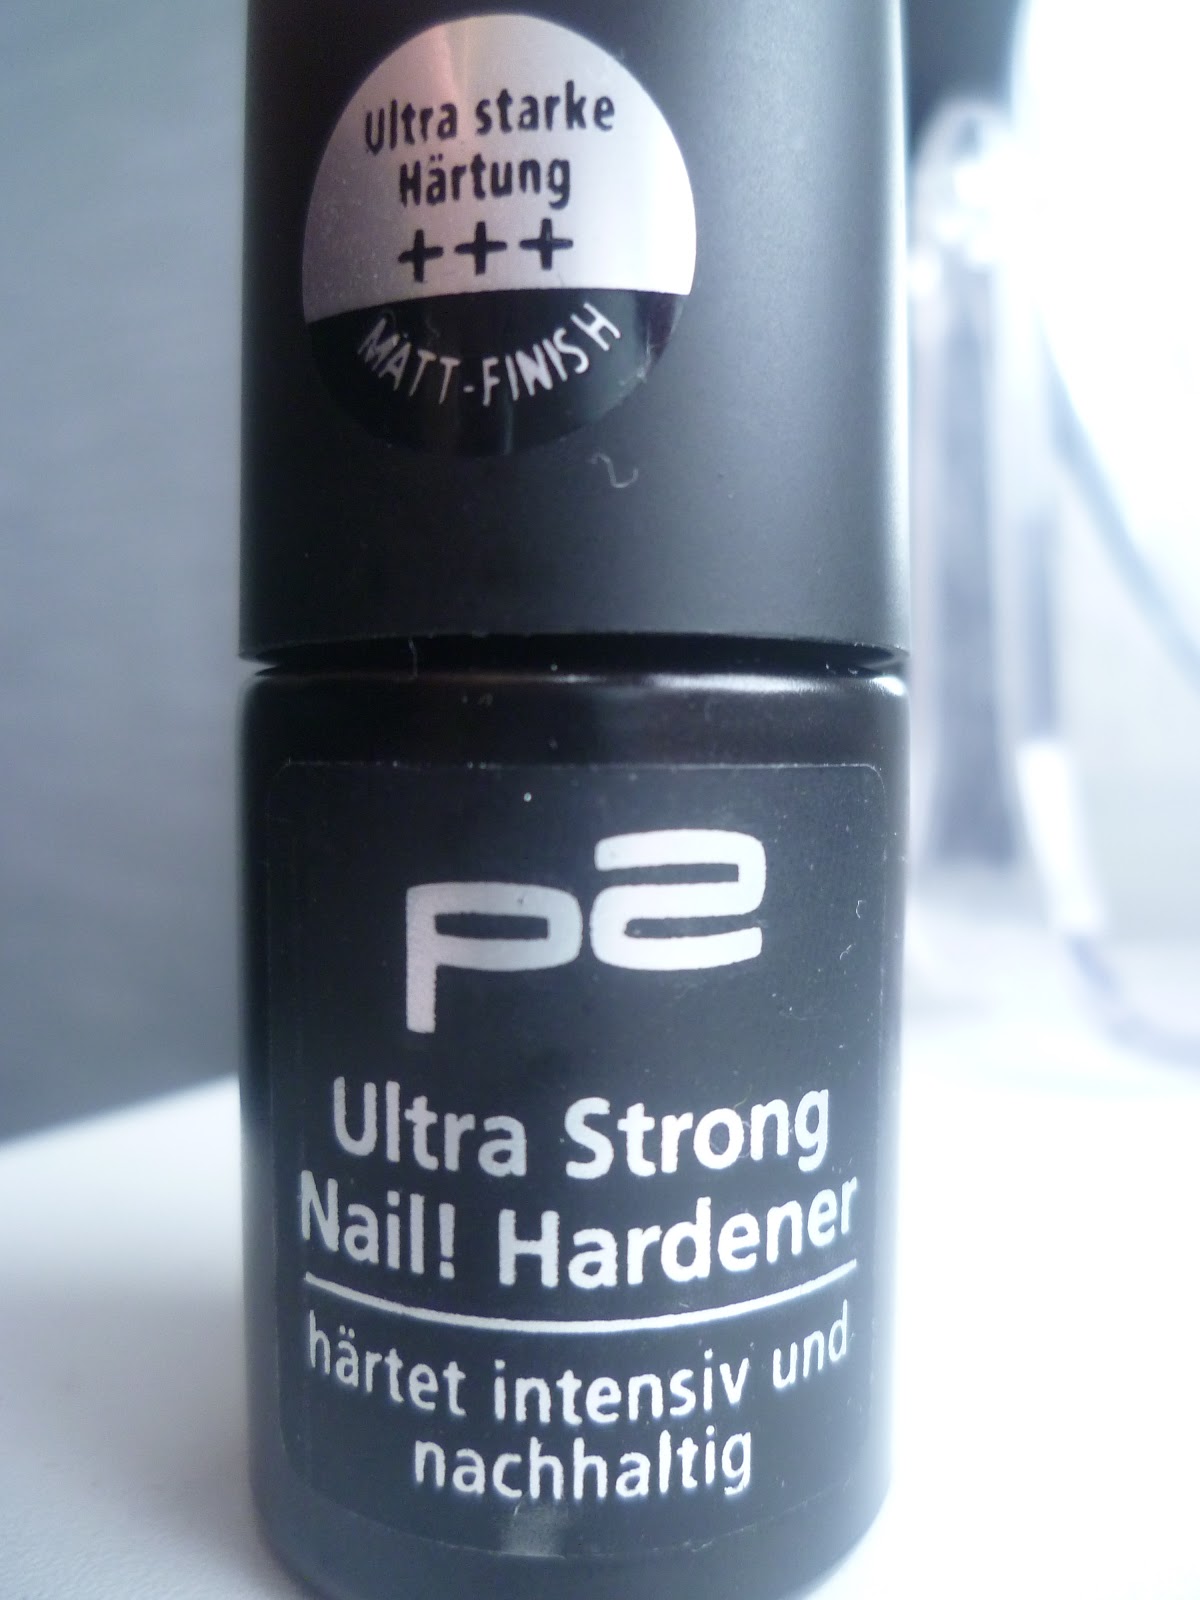 Ultra starke
Härtung
+++
MATT-FINISH
p2
Ultra Strong
Nail! Hardener
härtet intensiv und
nachhaltig